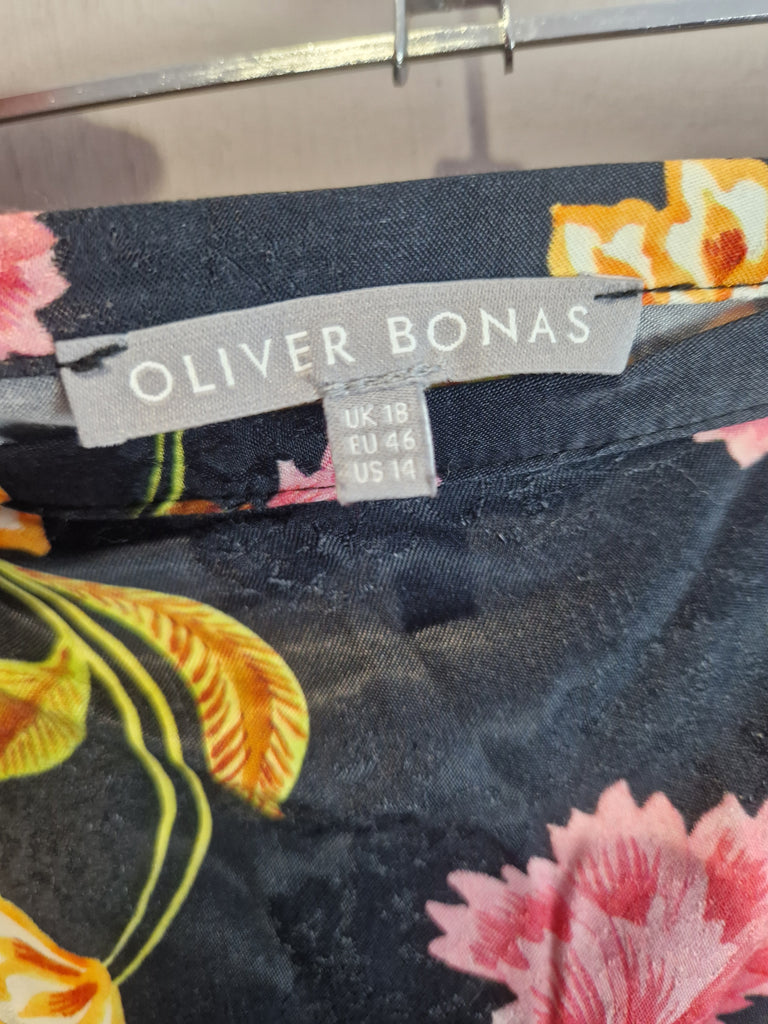 OLIVER BONAS
UK 18
EU 46
US 14